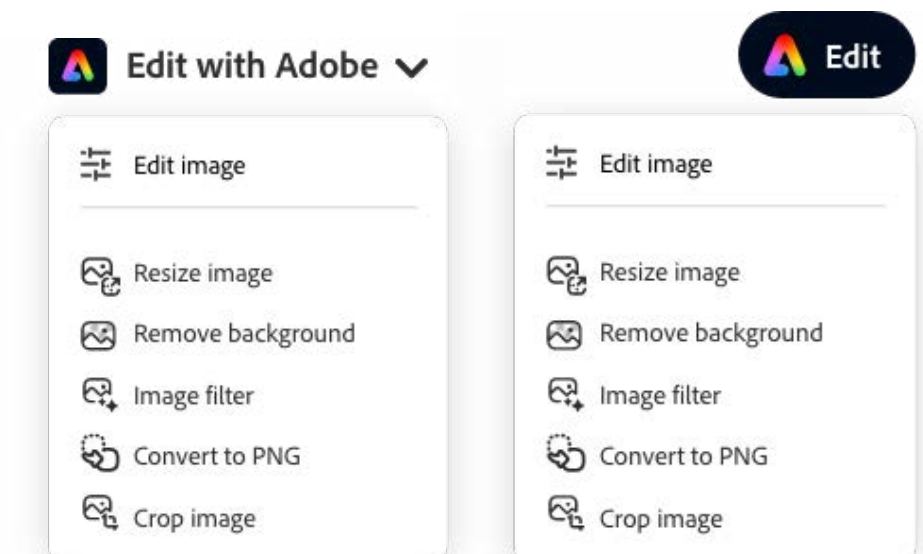 Edit with Adobe
Edit image
Resize image
Remove background
Image filter
Convert to PNG
Crop image
Edit
Edit image
Resize image
Remove background
Image filter
Convert to PNG
Crop image